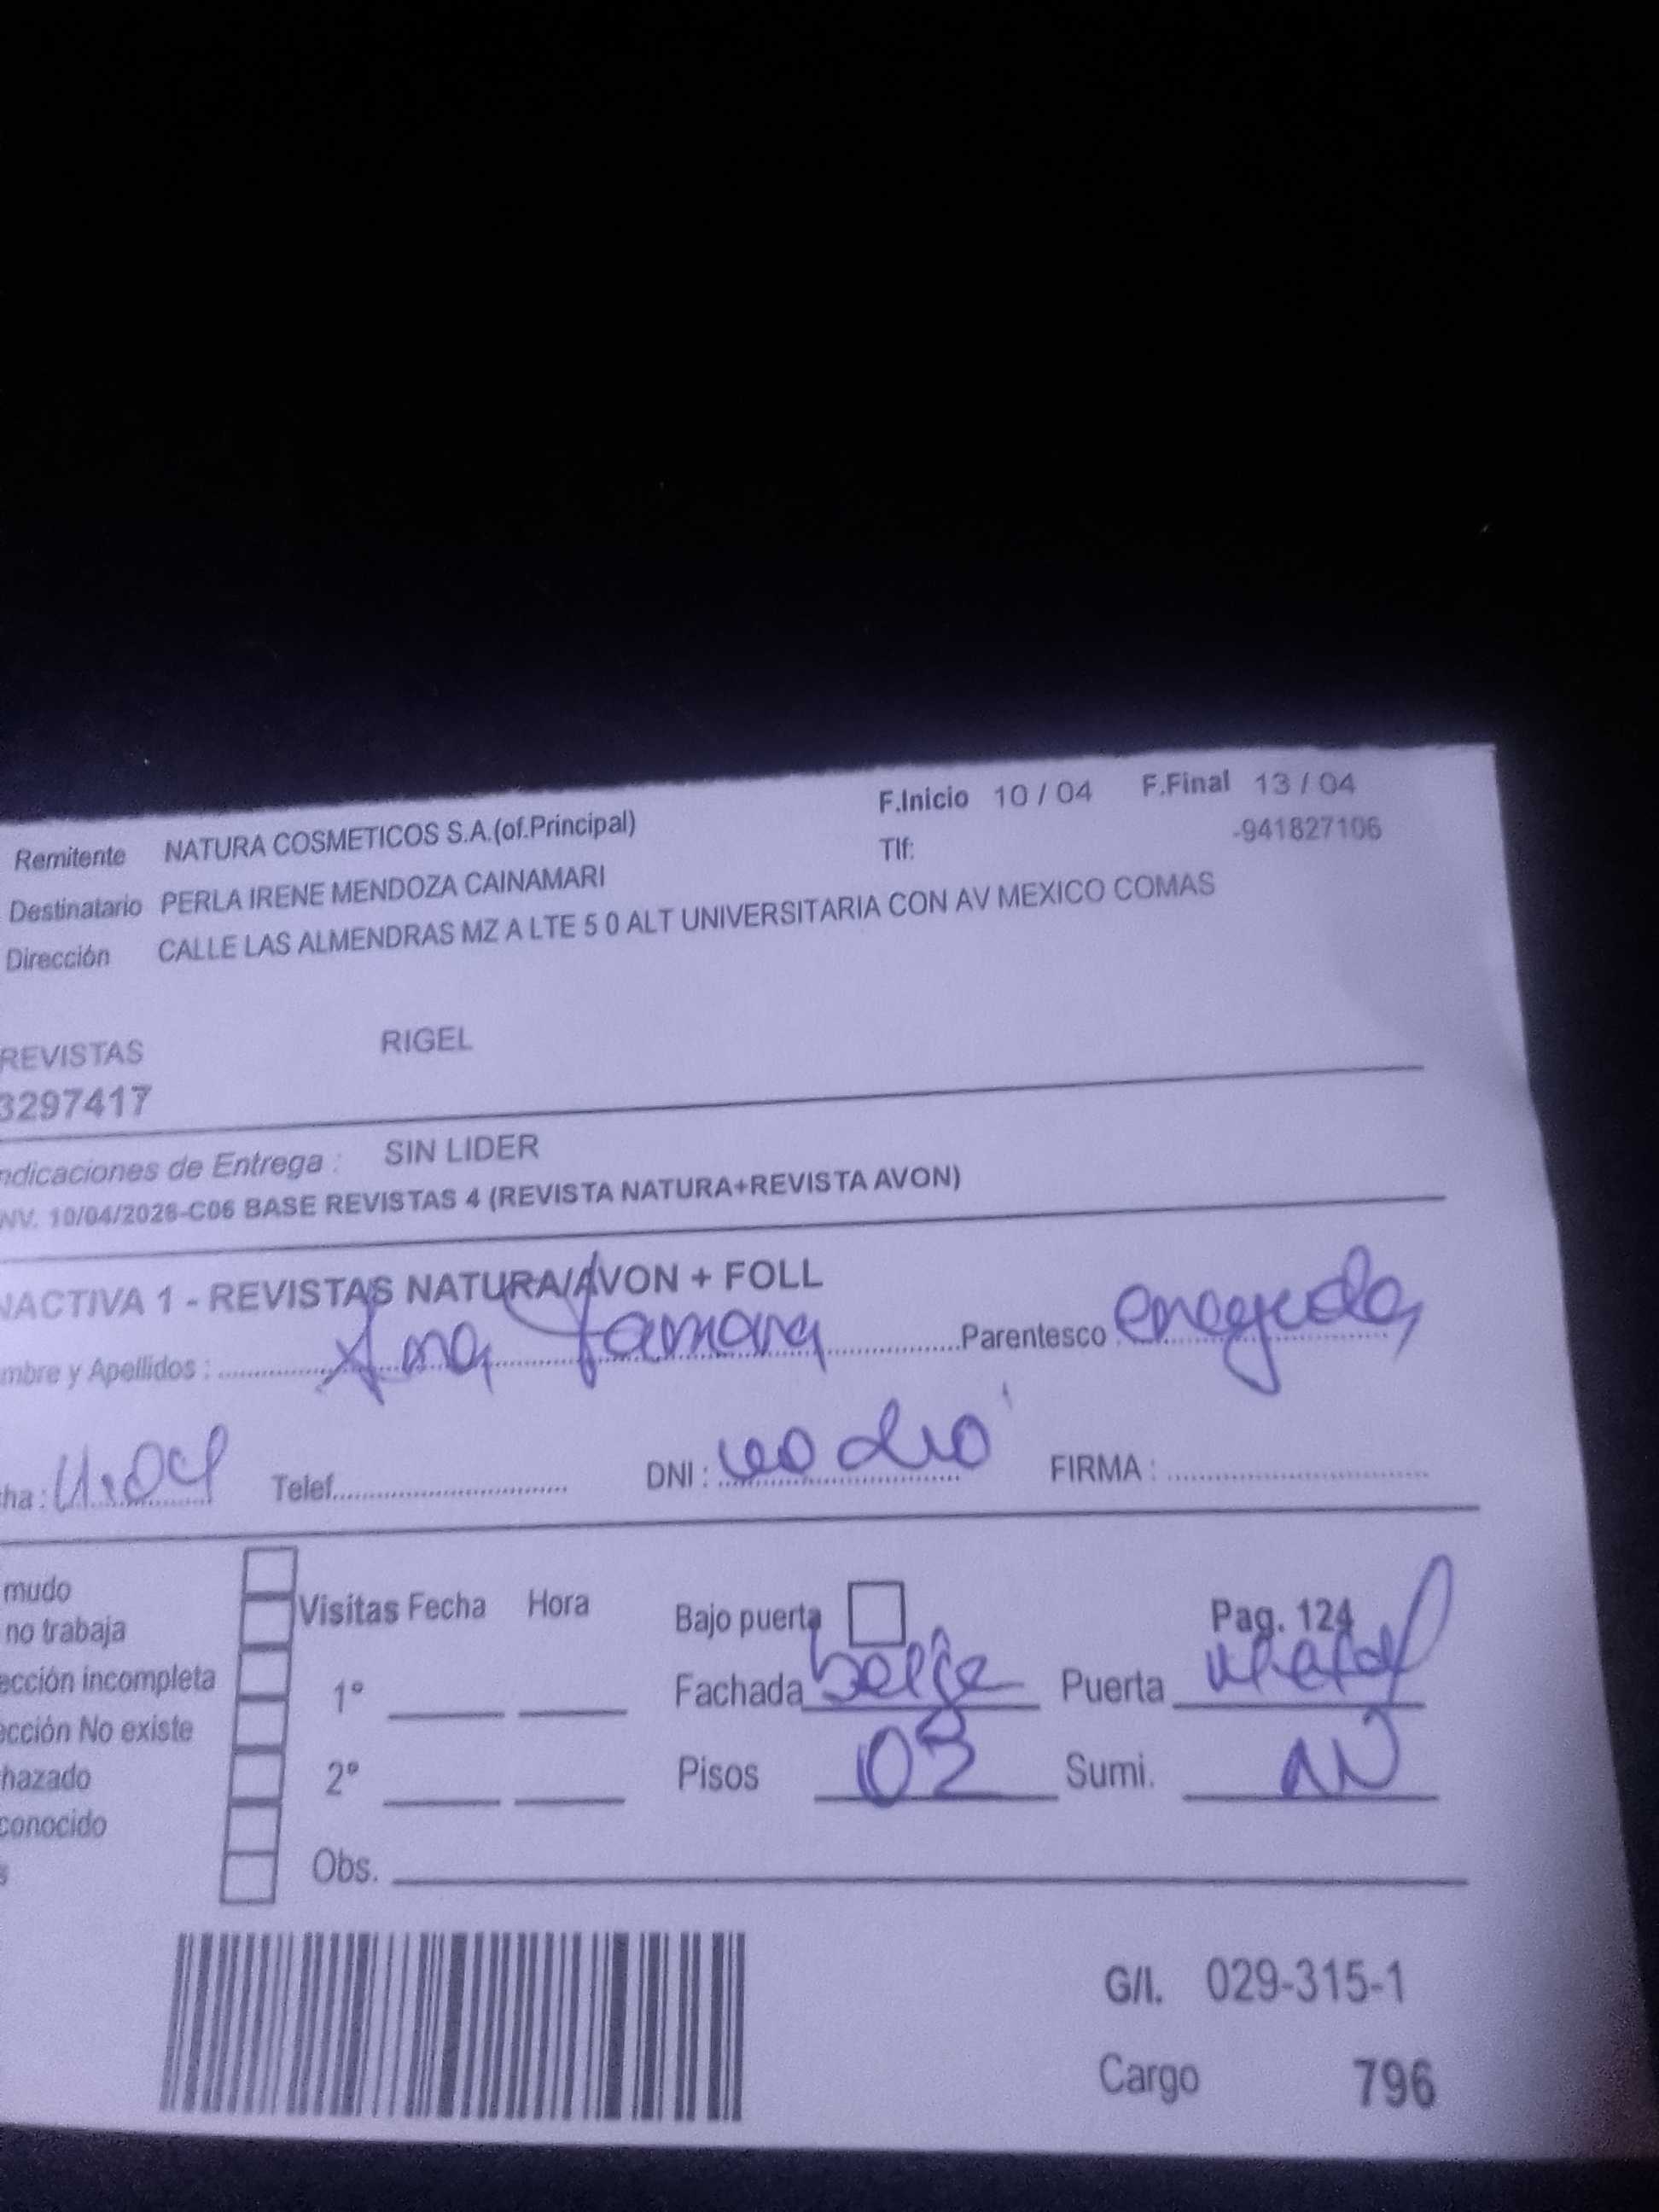 F.Inicio 10 / 04 F.Final 13 / 04
Remitente NATURA COSMETICOS S.A.(of.Principal) Tlf: -941827106
Destinatario PERLA IRENE MENDOZA CAINAMARI
Dirección CALLE LAS ALMENDRAS MZ A LTE 5 0 ALT UNIVERSITARIA CON AV MEXICO COMAS
REVISTAS RIGEL
3297417
ndicaciones de Entrega : SIN LIDER
NV. 10/04/2026-C06 BASE REVISTAS 4 (REVISTA NATURA+REVISTA AVON)
NACTIVA 1 - REVISTAS NATURA/AVON + FOLL
mbre y Apellidos : Ana Parentesco
ha : 11.04 Telef. DNI : no dio FIRMA :
mudo
no trabaja Visitas Fecha Hora Bajo puerta Pag. 124
ección incompleta 1° Fachada beige Puerta
ección No existe
hazado 2° Pisos 03 Sumi.
conocido
s Obs.
G/I. 029-315-1
Cargo 796